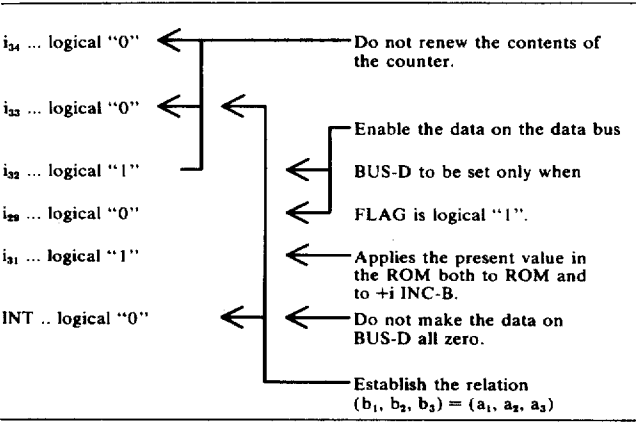 i₃₄ ... logical “0”
Do not renew the contents of
the counter.
i₃₃ ... logical “0”
Enable the data on the data bus
i₃₂ ... logical “1”
BUS-D to be set only when
i₂₉ ... logical “0”
FLAG is logical “1”.
i₃₁ ... logical “1”
Applies the present value in
the ROM both to ROM and
to +i INC-B.
INT .. logical “0”
Do not make the data on
BUS-D all zero.
Establish the relation
(b₁, b₂, b₃) = (a₁, a₂, a₃)